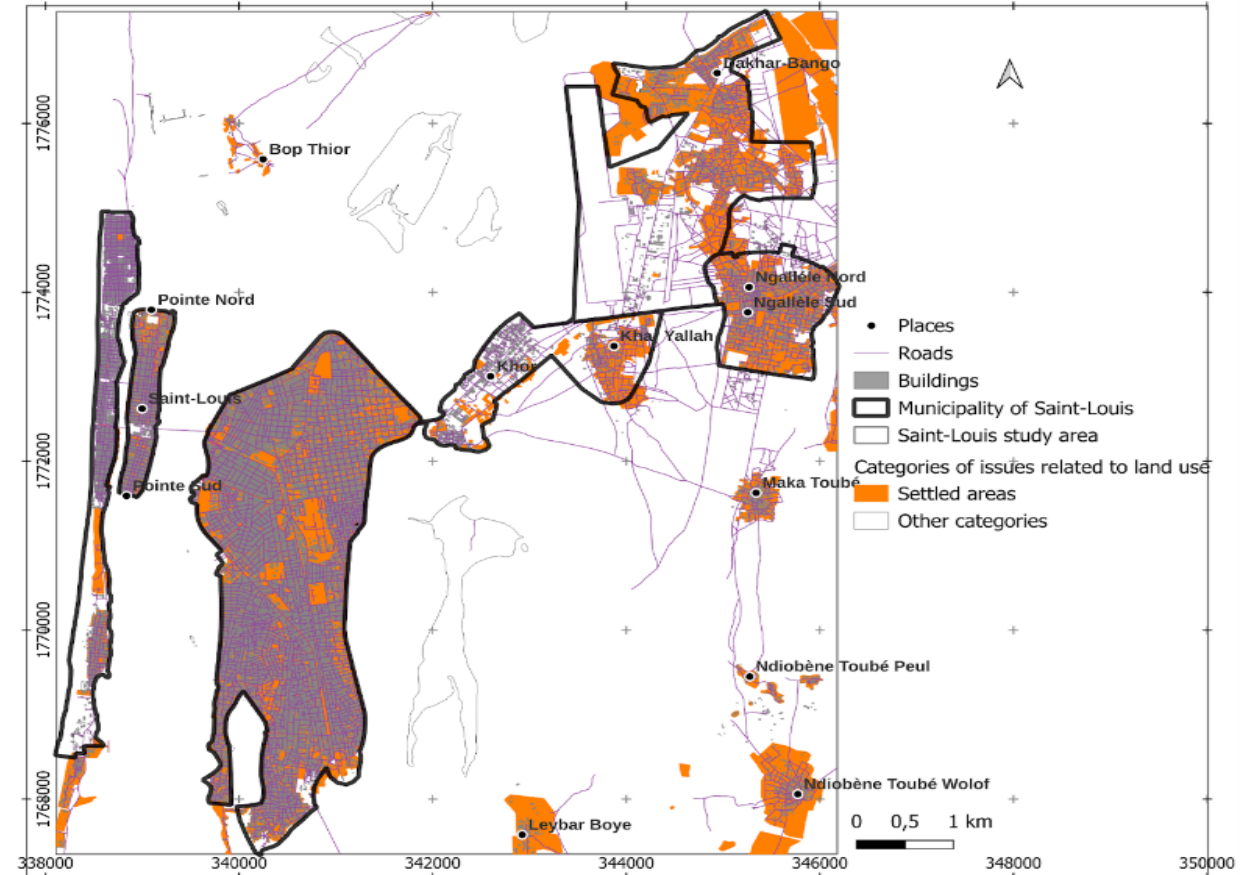 Dakhar-Bango
1776000
Bop Thior
Ngallèle Nord
1774000
Pointe Nord
Ngallèle Sud
Places
Khar Yallah
Roads
Khor
Buildings
Saint-Louis
Municipality of Saint-Louis
Saint-Louis study area
1772000
Categories of issues related to land use
Pointe Sud
Maka Toubé
Settled areas
Other categories
1770000
Ndiobène Toubé Peul
Ndiobène Toubé Wolof
1768000
0 0,5 1 km
Leybar Boye
338000 340000 342000 344000 346000 348000 350000